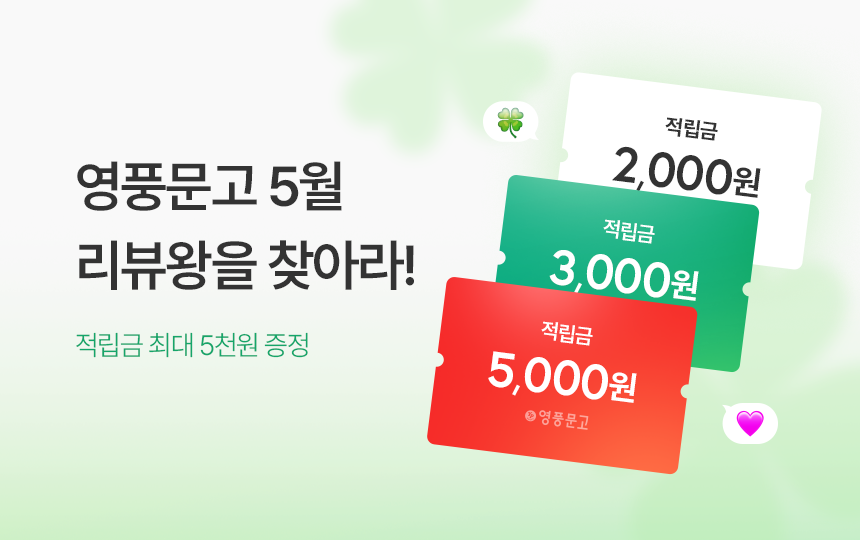 영풍문고 5월
리뷰왕을 찾아라!
적립금 최대 5천원 증정
적립금
2,000원
적립금
3,000원
적립금
5,000원
영풍문고